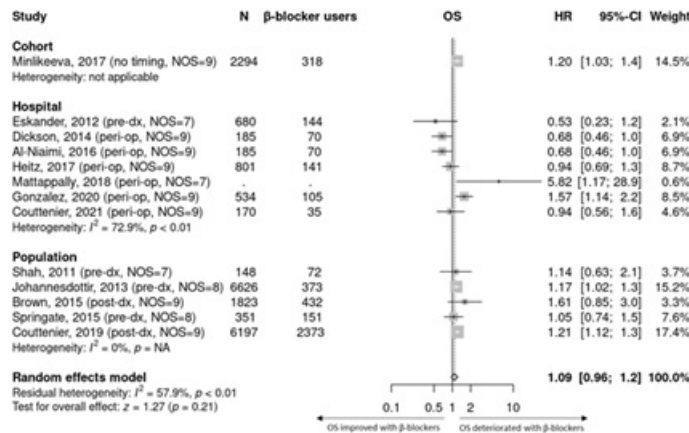 Study N β-blocker users OS HR 95%-CI Weight
Cohort
Minlikeeva, 2017 (no timing, NOS=9) 2294 318 1.20 [1.03; 1.4] 14.5%
Heterogeneity: not applicable
Hospital
Eskander, 2012 (pre-dx, NOS=7) 680 144 0.53 [0.23; 1.2] 2.1%
Dickson, 2014 (peri-op, NOS=9) 185 70 0.68 [0.46; 1.0] 6.9%
Al-Niaimi, 2016 (peri-op, NOS=9) 185 70 0.68 [0.46; 1.0] 6.9%
Heitz, 2017 (peri-op, NOS=9) 801 141 0.94 [0.69; 1.3] 8.7%
Mattappally, 2018 (peri-op, NOS=7) . . 5.82 [1.17; 28.9] 0.6%
Gonzalez, 2020 (peri-op, NOS=9) 534 105 1.57 [1.14; 2.2] 8.5%
Couttenier, 2021 (peri-op, NOS=9) 170 35 0.94 [0.56; 1.6] 4.6%
Heterogeneity: I² = 72.9%, p < 0.01
Population
Shah, 2011 (pre-dx, NOS=7) 148 72 1.14 [0.63; 2.1] 3.7%
Johannesdottir, 2013 (pre-dx, NOS=8) 6626 373 1.17 [1.02; 1.3] 15.2%
Brown, 2015 (post-dx, NOS=9) 1823 432 1.61 [0.85; 3.0] 3.3%
Springate, 2015 (pre-dx, NOS=8) 351 151 1.05 [0.74; 1.5] 7.6%
Couttenier, 2019 (post-dx, NOS=9) 6197 2373 1.21 [1.12; 1.3] 17.4%
Heterogeneity: I² = 0%, p = NA
Random effects model 1.09 [0.96; 1.2] 100.0%
Residual heterogeneity: I² = 57.9%, p < 0.01
Test for overall effect: z = 1.27 (p = 0.21)
0.1 0.5 1 2 10
OS improved with β-blockers OS deteriorated with β-blockers